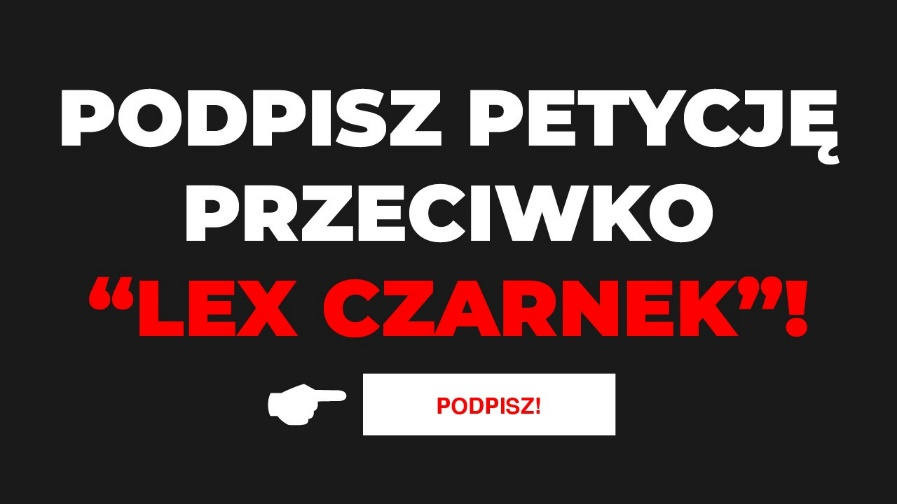 PODPISZ PETYCJĘ
PRZECIWKO
“LEX CZARNEK”!
PODPISZ!